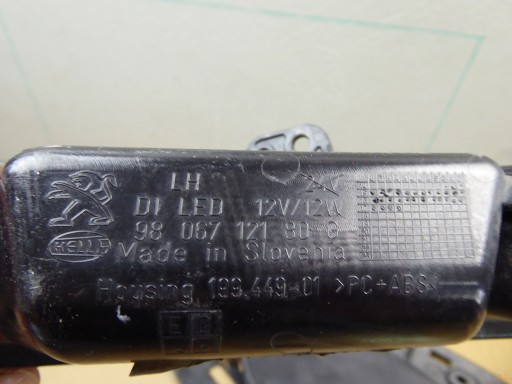 LH
DI LED 12V/12W
HELLA
98 067 121 80
Made in Slovenia
Housing 199.449-01 >PC+ABS<